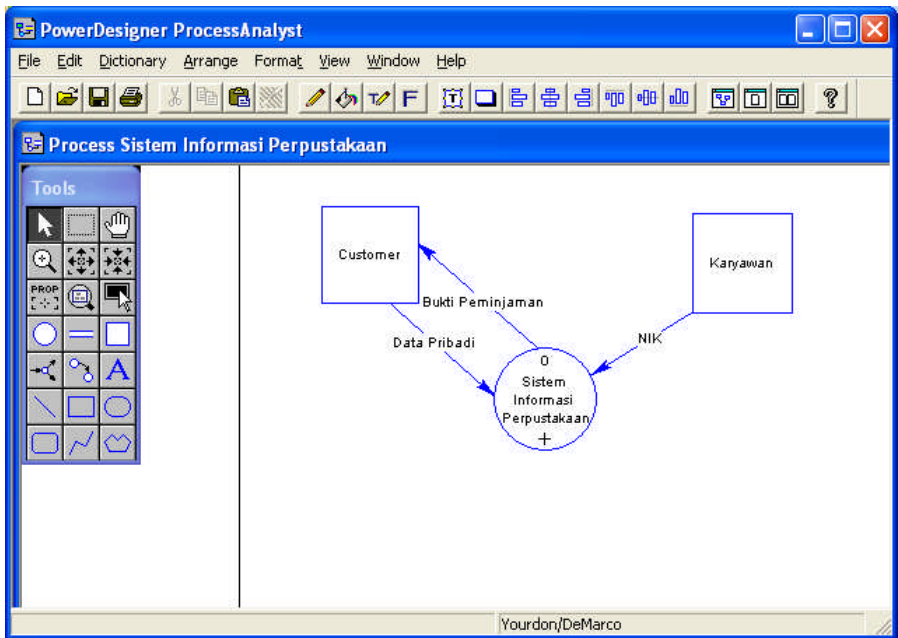 PowerDesigner ProcessAnalyst
File Edit Dictionary Arrange Format View Window Help
Process Sistem Informasi Perpustakaan
Tools
PROP
A
F
T
Customer
Karyawan
Bukti Peminjaman
Data Pribadi
NIK
0
Sistem
Informasi
Perpustakaan
+
Yourdon/DeMarco